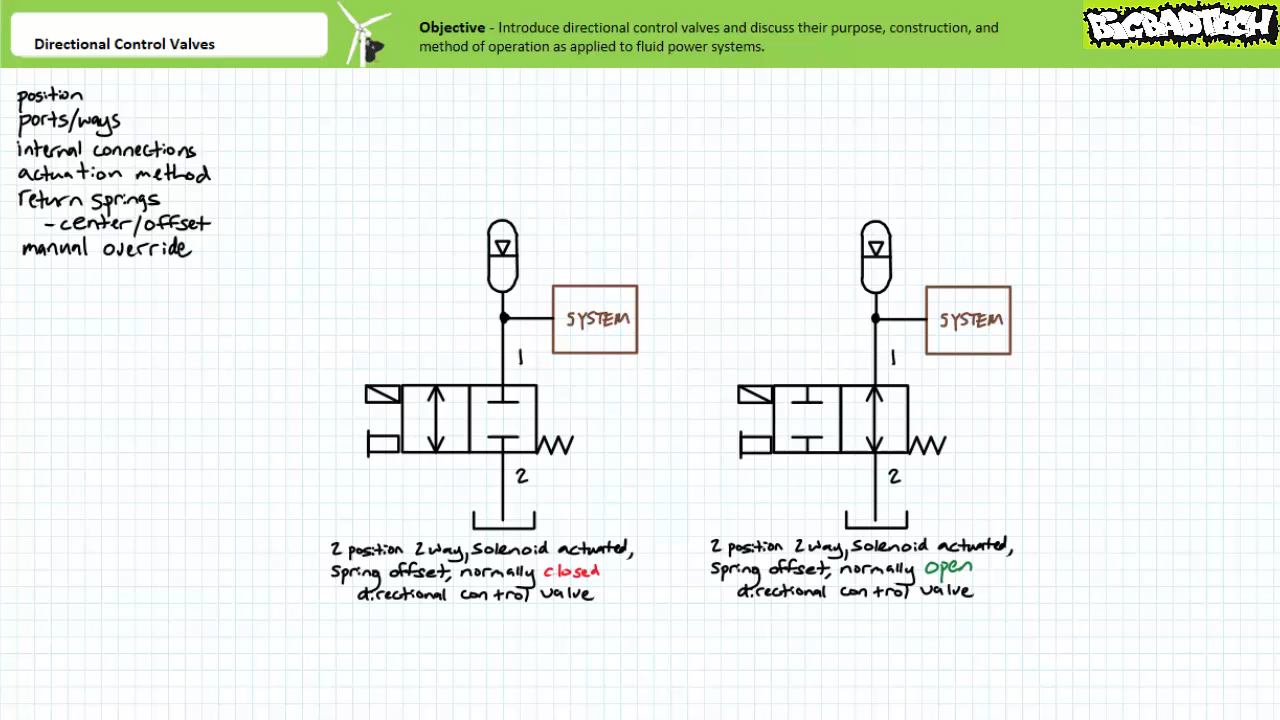 Directional Control Valves
Objective - Introduce directional control valves and discuss their purpose, construction, and
method of operation as applied to fluid power systems.
BIGBADTECH
position
ports/ways
internal connections
actuation method
return springs
- center/offset
manual override
SYSTEM
1
2
2 position 2 way, solenoid actuated,
spring offset, normally closed
directional control valve
SYSTEM
1
2
2 position 2 way, solenoid actuated,
spring offset, normally open
directional control valve